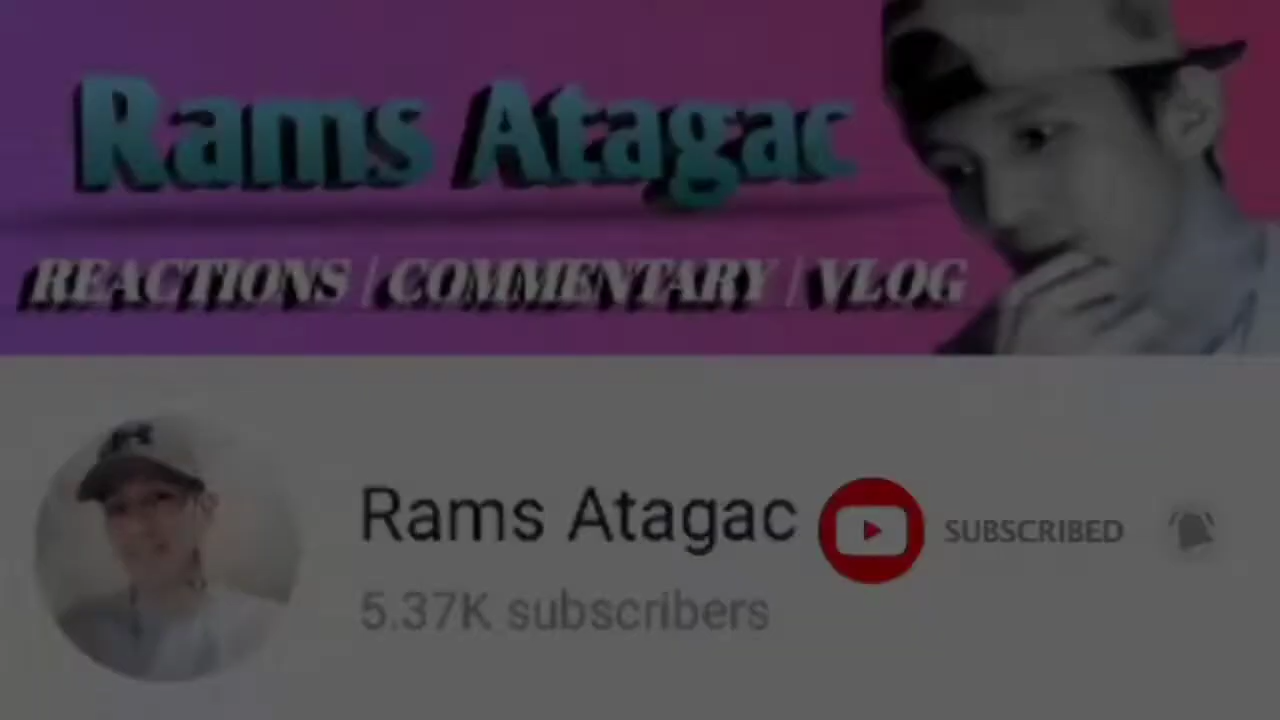 Rams Atagac
REACTIONS / COMMENTARY / VLOG
Rams Atagac
SUBSCRIBED
5.37K subscribers